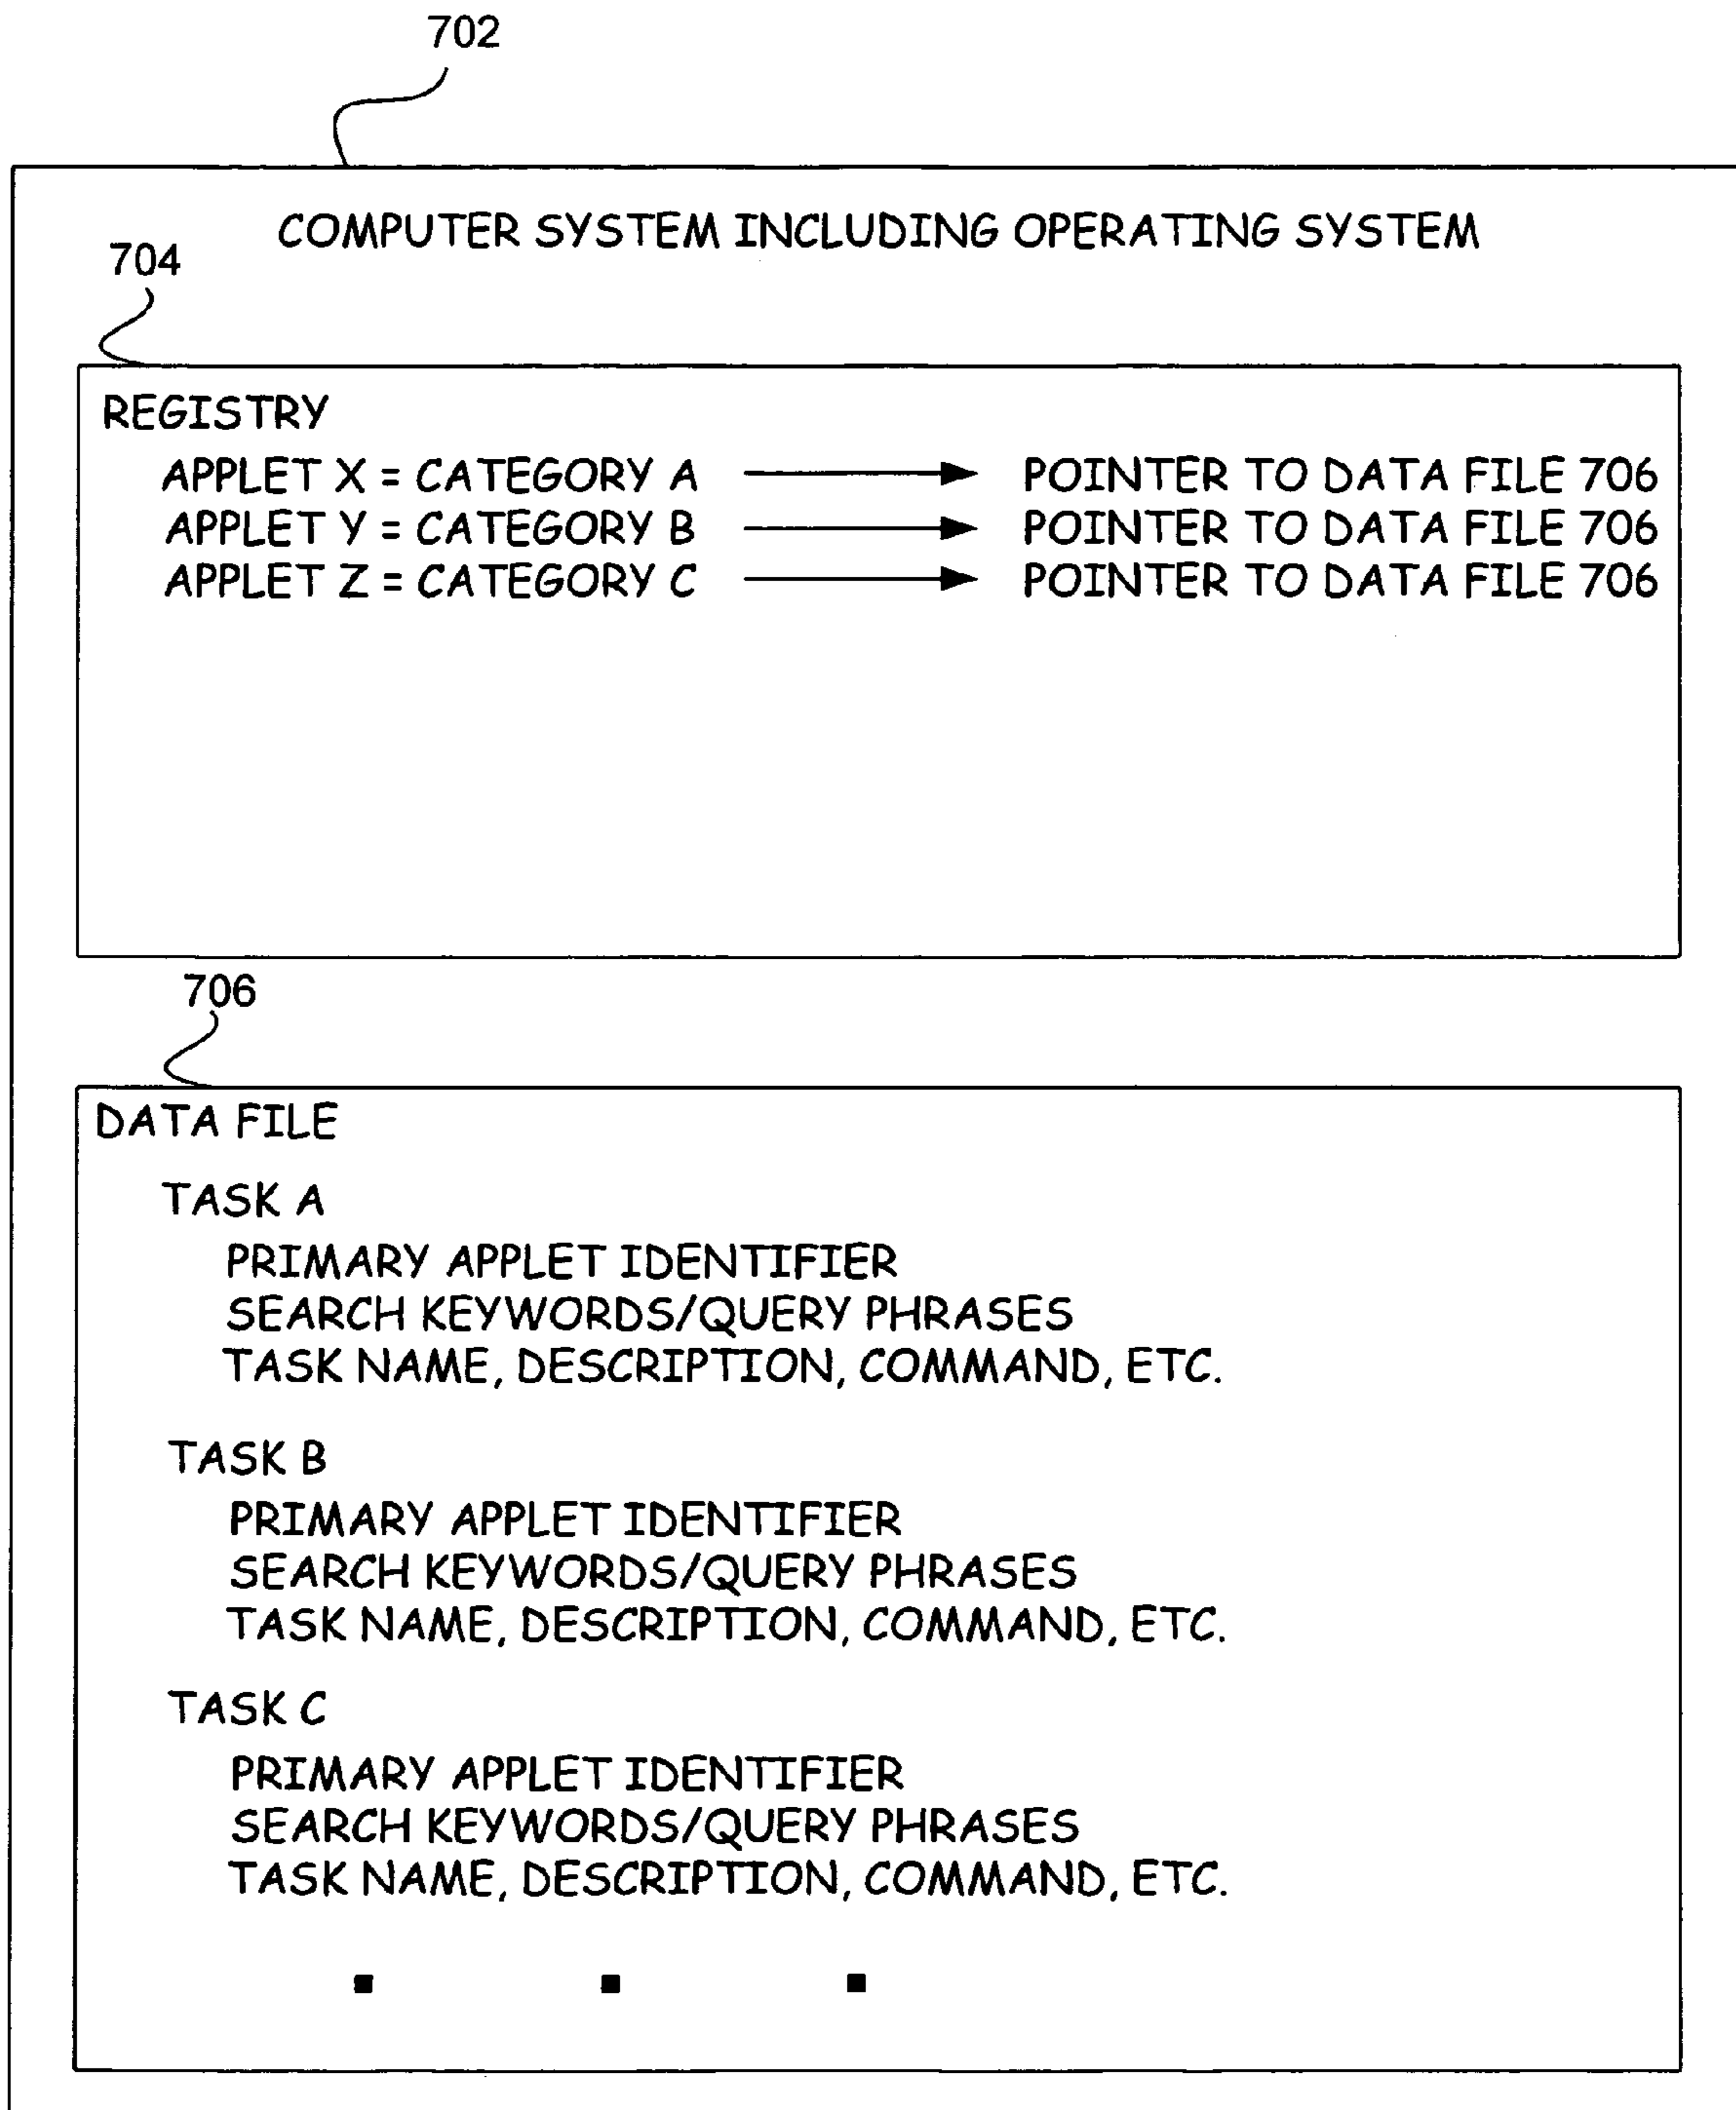 702
COMPUTER SYSTEM INCLUDING OPERATING SYSTEM
704
REGISTRY
APPLET X = CATEGORY A POINTER TO DATA FILE 706
APPLET Y = CATEGORY B POINTER TO DATA FILE 706
APPLET Z = CATEGORY C POINTER TO DATA FILE 706
706
DATA FILE
TASK A
PRIMARY APPLET IDENTIFIER
SEARCH KEYWORDS/QUERY PHRASES
TASK NAME, DESCRIPTION, COMMAND, ETC.
TASK B
PRIMARY APPLET IDENTIFIER
SEARCH KEYWORDS/QUERY PHRASES
TASK NAME, DESCRIPTION, COMMAND, ETC.
TASK C
PRIMARY APPLET IDENTIFIER
SEARCH KEYWORDS/QUERY PHRASES
TASK NAME, DESCRIPTION, COMMAND, ETC.